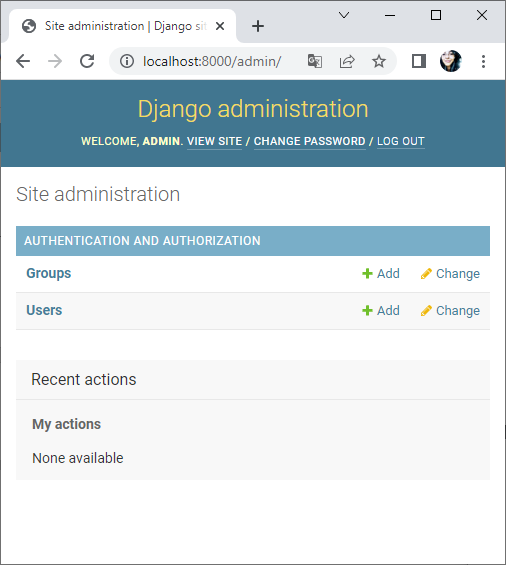 Site administration | Django sit
localhost:8000/admin/
Django administration
WELCOME, ADMIN. VIEW SITE / CHANGE PASSWORD / LOG OUT
Site administration
AUTHENTICATION AND AUTHORIZATION
Groups Add Change
Users Add Change
Recent actions
My actions
None available